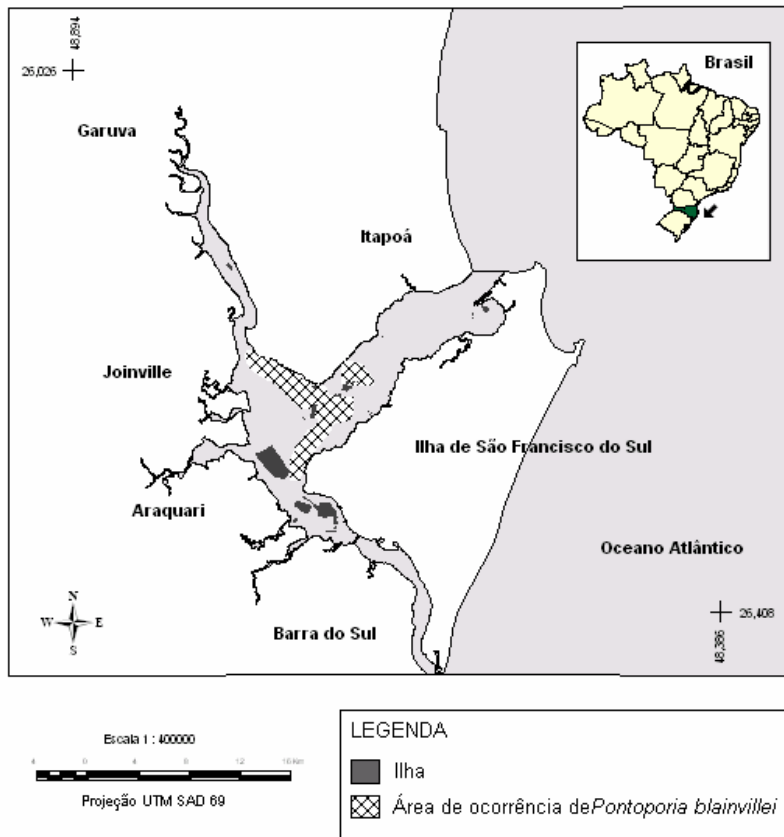 48,894
26,026
Brasil
Garuva
Itapoá
Joinville
Ilha de São Francisco do Sul
Araquari
Oceano Atlântico
N
W E
S
26,408
Barra do Sul
48,386
Escala 1 : 400000
4 0 4 8 12 16 Km
Projeção UTM SAD 69
LEGENDA
Ilha
Área de ocorrência de Pontoporia blainvillei